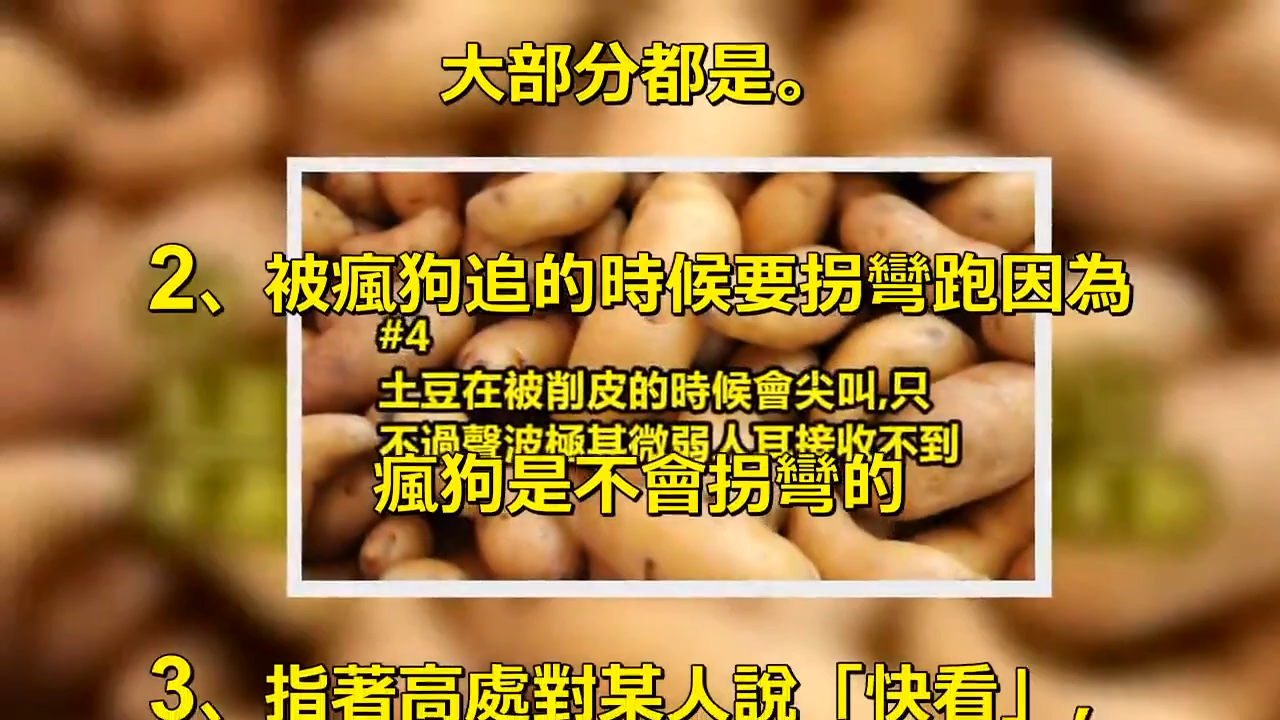 大部分都是。
2、被瘋狗追的時候要拐彎跑因為
#4
土豆在被削皮的時候會尖叫,只
不過聲波極其微弱人耳接收不到
瘋狗是不會拐彎的
3、指著高處對某人說「快看」,